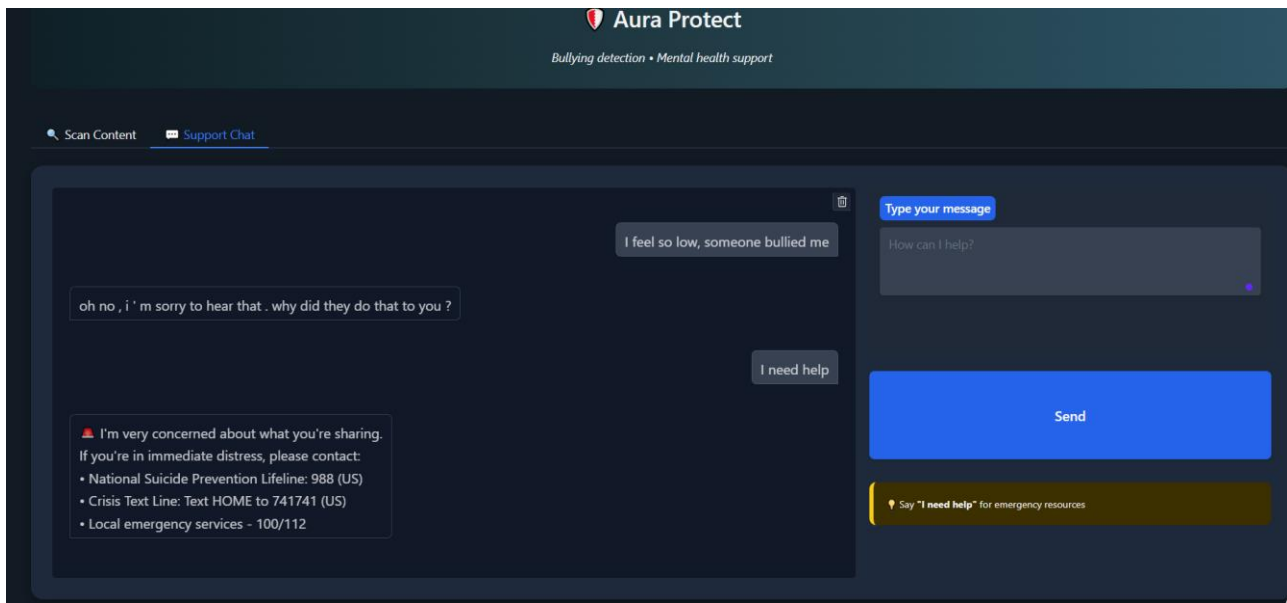 Aura Protect
Bullying detection • Mental health support
Scan Content
Support Chat
I feel so low, someone bullied me
oh no , i ' m sorry to hear that . why did they do that to you ?
I need help
I'm very concerned about what you're sharing.
If you're in immediate distress, please contact:
• National Suicide Prevention Lifeline: 988 (US)
• Crisis Text Line: Text HOME to 741741 (US)
• Local emergency services - 100/112
Type your message
How can I help?
Send
Say "I need help" for emergency resources